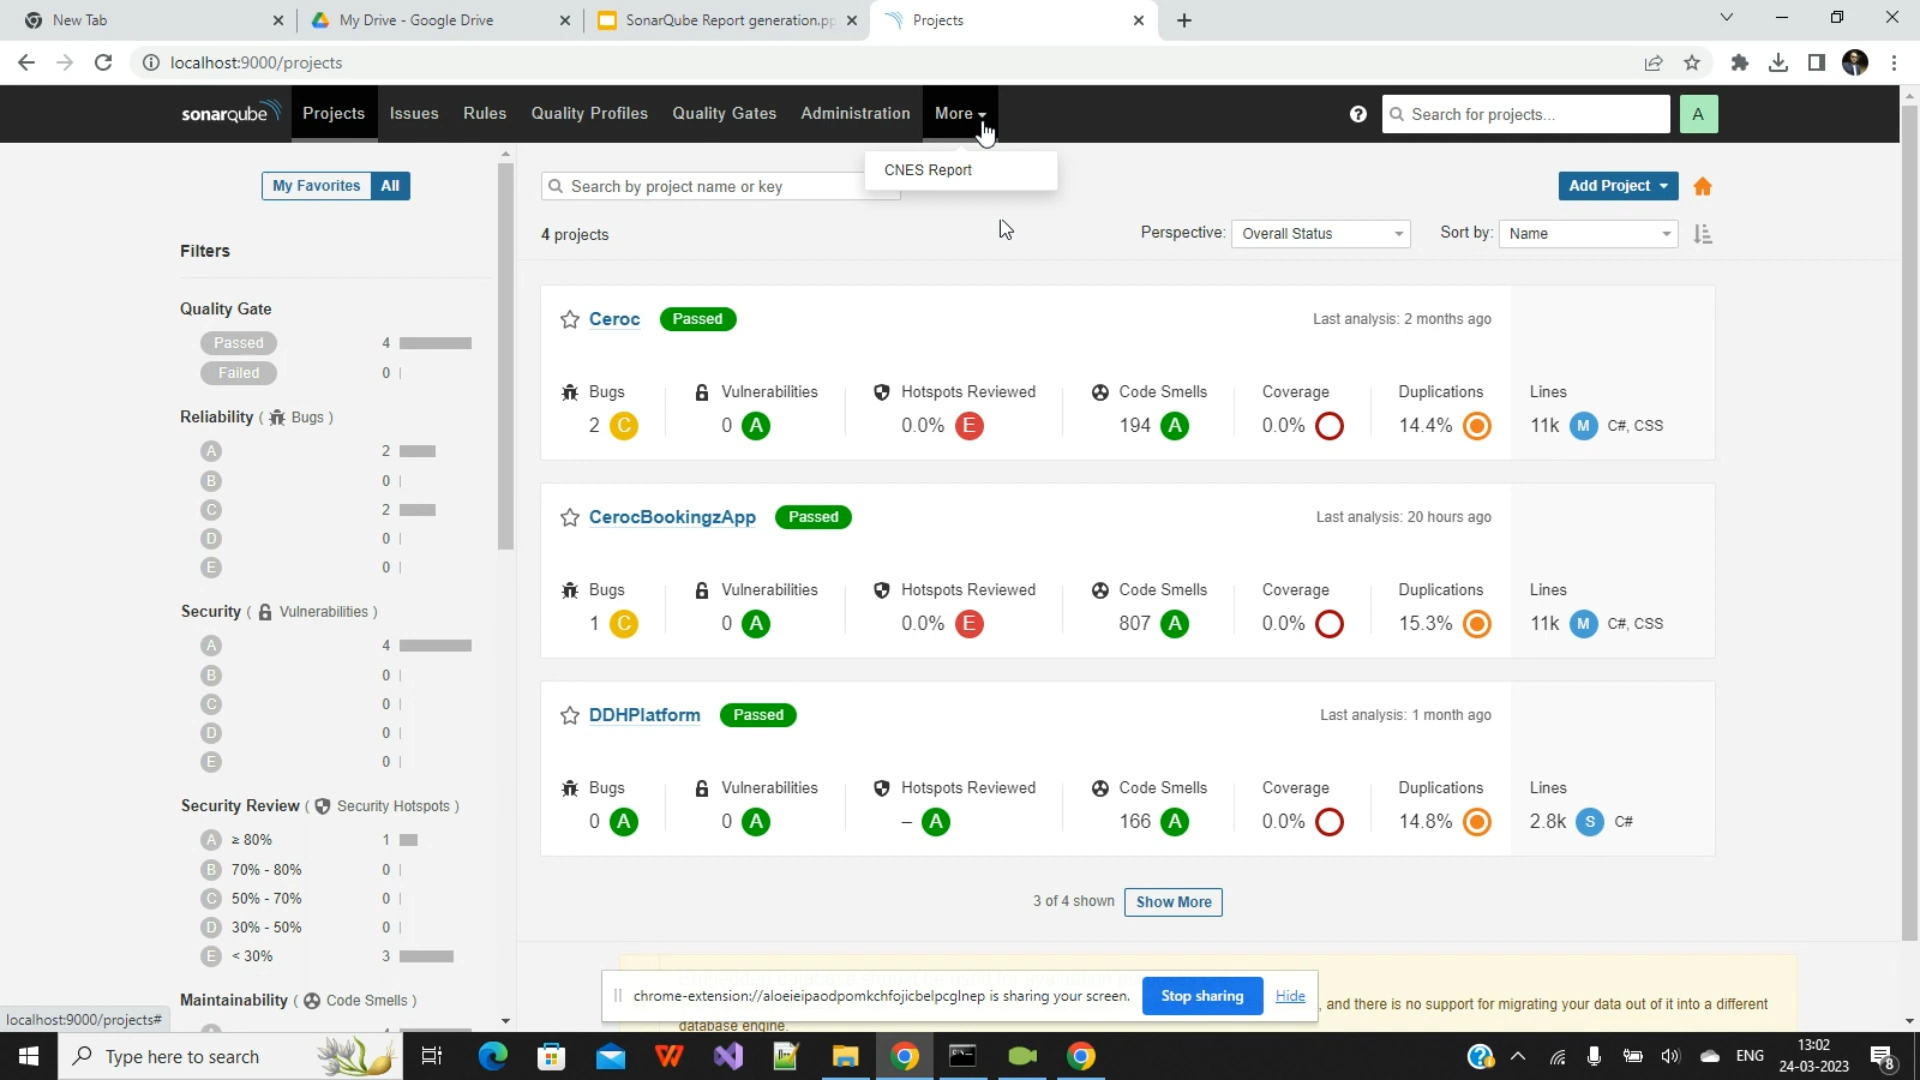 New Tab
My Drive - Google Drive
SonarQube Report generation.pp
Projects
localhost:9000/projects
sonarqube
Projects
Issues
Rules
Quality Profiles
Quality Gates
Administration
More
Search for projects...
A
CNES Report
My Favorites
All
Search by project name or key
Add Project
4 projects
Perspective:
Overall Status
Sort by:
Name
Filters
Quality Gate
Passed 4
Failed 0
Reliability ( Bugs )
A 2
B 0
C 2
D 0
E 0
Security ( Vulnerabilities )
A 4
B 0
C 0
D 0
E 0
Security Review ( Security Hotspots )
A ≥ 80% 1
B 70% - 80% 0
C 50% - 70% 0
D 30% - 50% 0
E < 30% 3
Maintainability ( Code Smells )
Ceroc Passed Last analysis: 2 months ago
Bugs Vulnerabilities Hotspots Reviewed Code Smells Coverage Duplications Lines
2 C 0 A 0.0% E 194 A 0.0% 14.4% 11k M C#, CSS
CerocBookingzApp Passed Last analysis: 20 hours ago
Bugs Vulnerabilities Hotspots Reviewed Code Smells Coverage Duplications Lines
1 C 0 A 0.0% E 807 A 0.0% 15.3% 11k M C#, CSS
DDHPlatform Passed Last analysis: 1 month ago
Bugs Vulnerabilities Hotspots Reviewed Code Smells Coverage Duplications Lines
0 A 0 A – A 166 A 0.0% 14.8% 2.8k S C#
3 of 4 shown
Show More
chrome-extension://aloeieipaodpomkchfojicbelpcglnep is sharing your screen.
Stop sharing
Hide
, and there is no support for migrating your data out of it into a different
database engine.
localhost:9000/projects#
Type here to search
ENG
13:02
24-03-2023
8